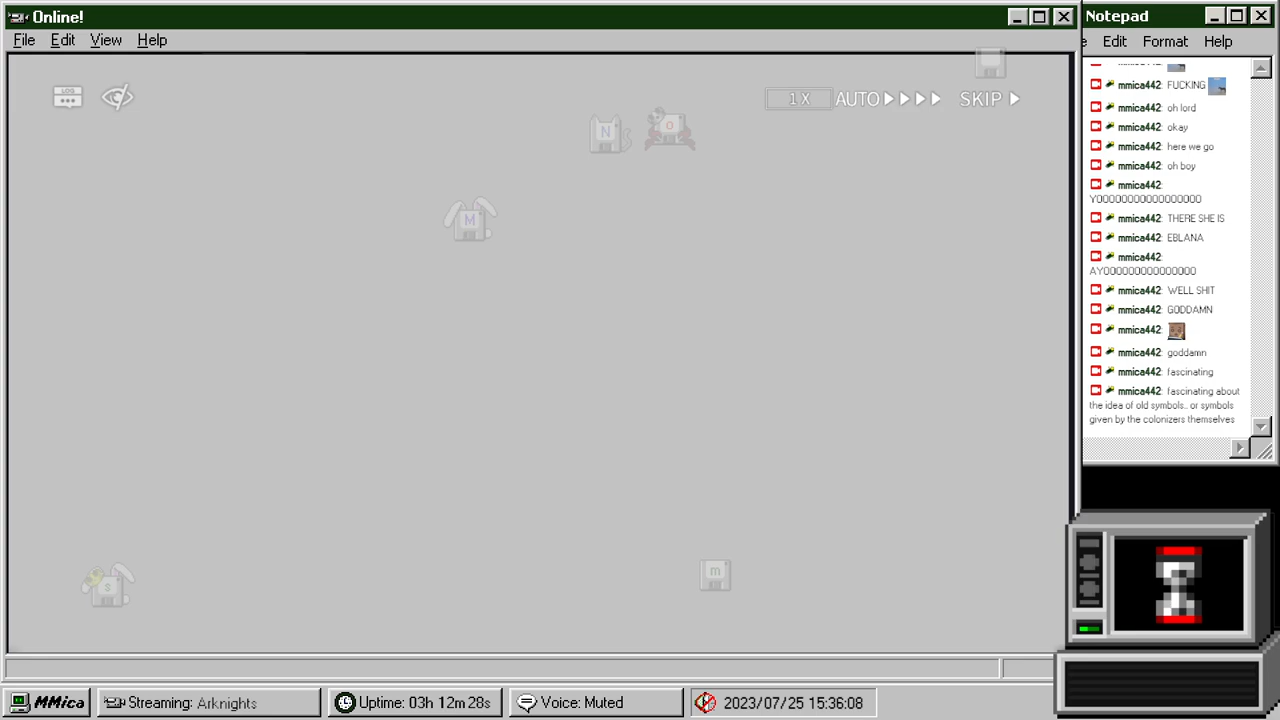 Online!
File Edit View Help
LOG
1 X AUTO SKIP
N
O
M
s
m
Notepad
Edit Format Help
mmica442: FUCKING
mmica442: oh lord
mmica442: okay
mmica442: here we go
mmica442: oh boy
mmica442:
YOOOOOOOOOOOOOOOOO
mmica442: THERE SHE IS
mmica442: EBLANA
mmica442:
AYOOOOOOOOOOOOOOO
mmica442: WELL SHIT
mmica442: GODDAMN
mmica442:
mmica442: goddamn
mmica442: fascinating
mmica442: fascinating about
the idea of old symbols.. or symbols
given by the colonizers themselves
MMica
Streaming: Arknights
Uptime: 03h 12m 28s
Voice: Muted
2023/07/25 15:36:08